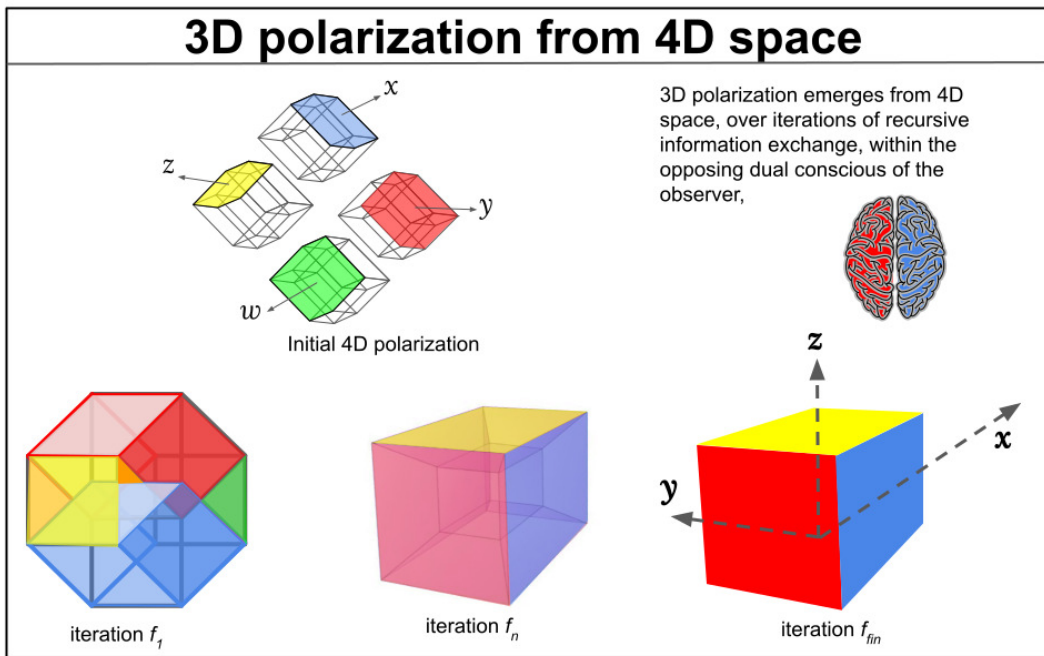 3D polarization from 4D space
x
z
y
w
Initial 4D polarization
3D polarization emerges from 4D
space, over iterations of recursive
information exchange, within the
opposing dual conscious of the
observer,
z
x
y
iteration f₁
iteration fₙ
iteration f_fin